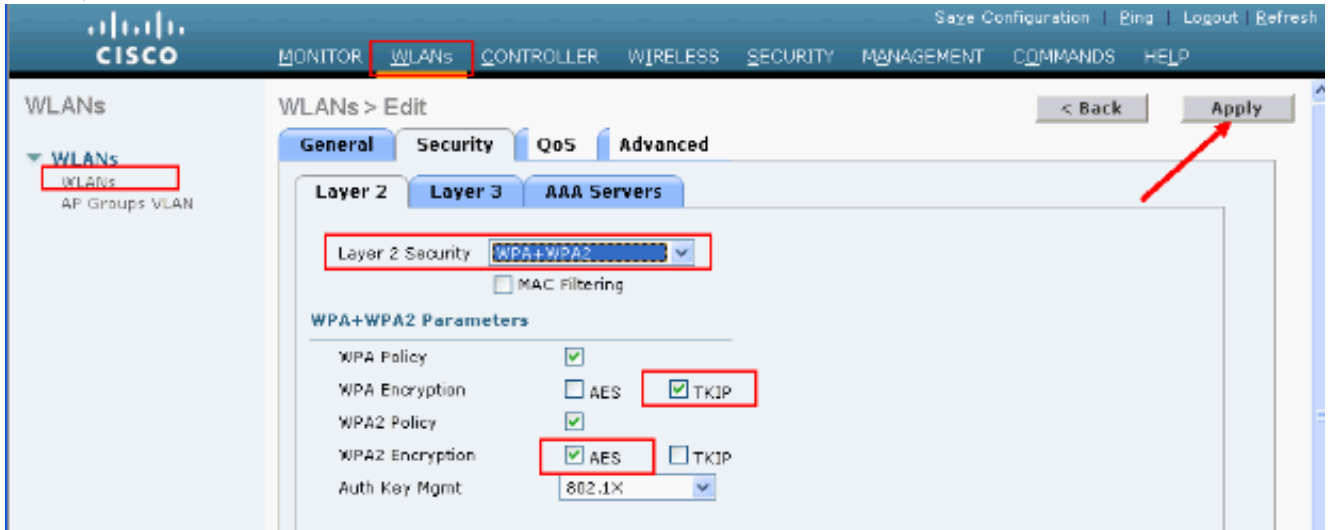 Save Configuration | Ping | Logout | Refresh
CISCO
MONITOR WLANs CONTROLLER WIRELESS SECURITY MANAGEMENT COMMANDS HELP
WLANs
WLANs > Edit
< Back
Apply
General Security QoS Advanced
WLANs
WLANs
AP Groups VLAN
Layer 2 Layer 3 AAA Servers
Layer 2 Security WPA+WPA2
MAC Filtering
WPA+WPA2 Parameters
WPA Policy
WPA Encryption AES TKIP
WPA2 Policy
WPA2 Encryption AES TKIP
Auth Key Mgmt 802.1X